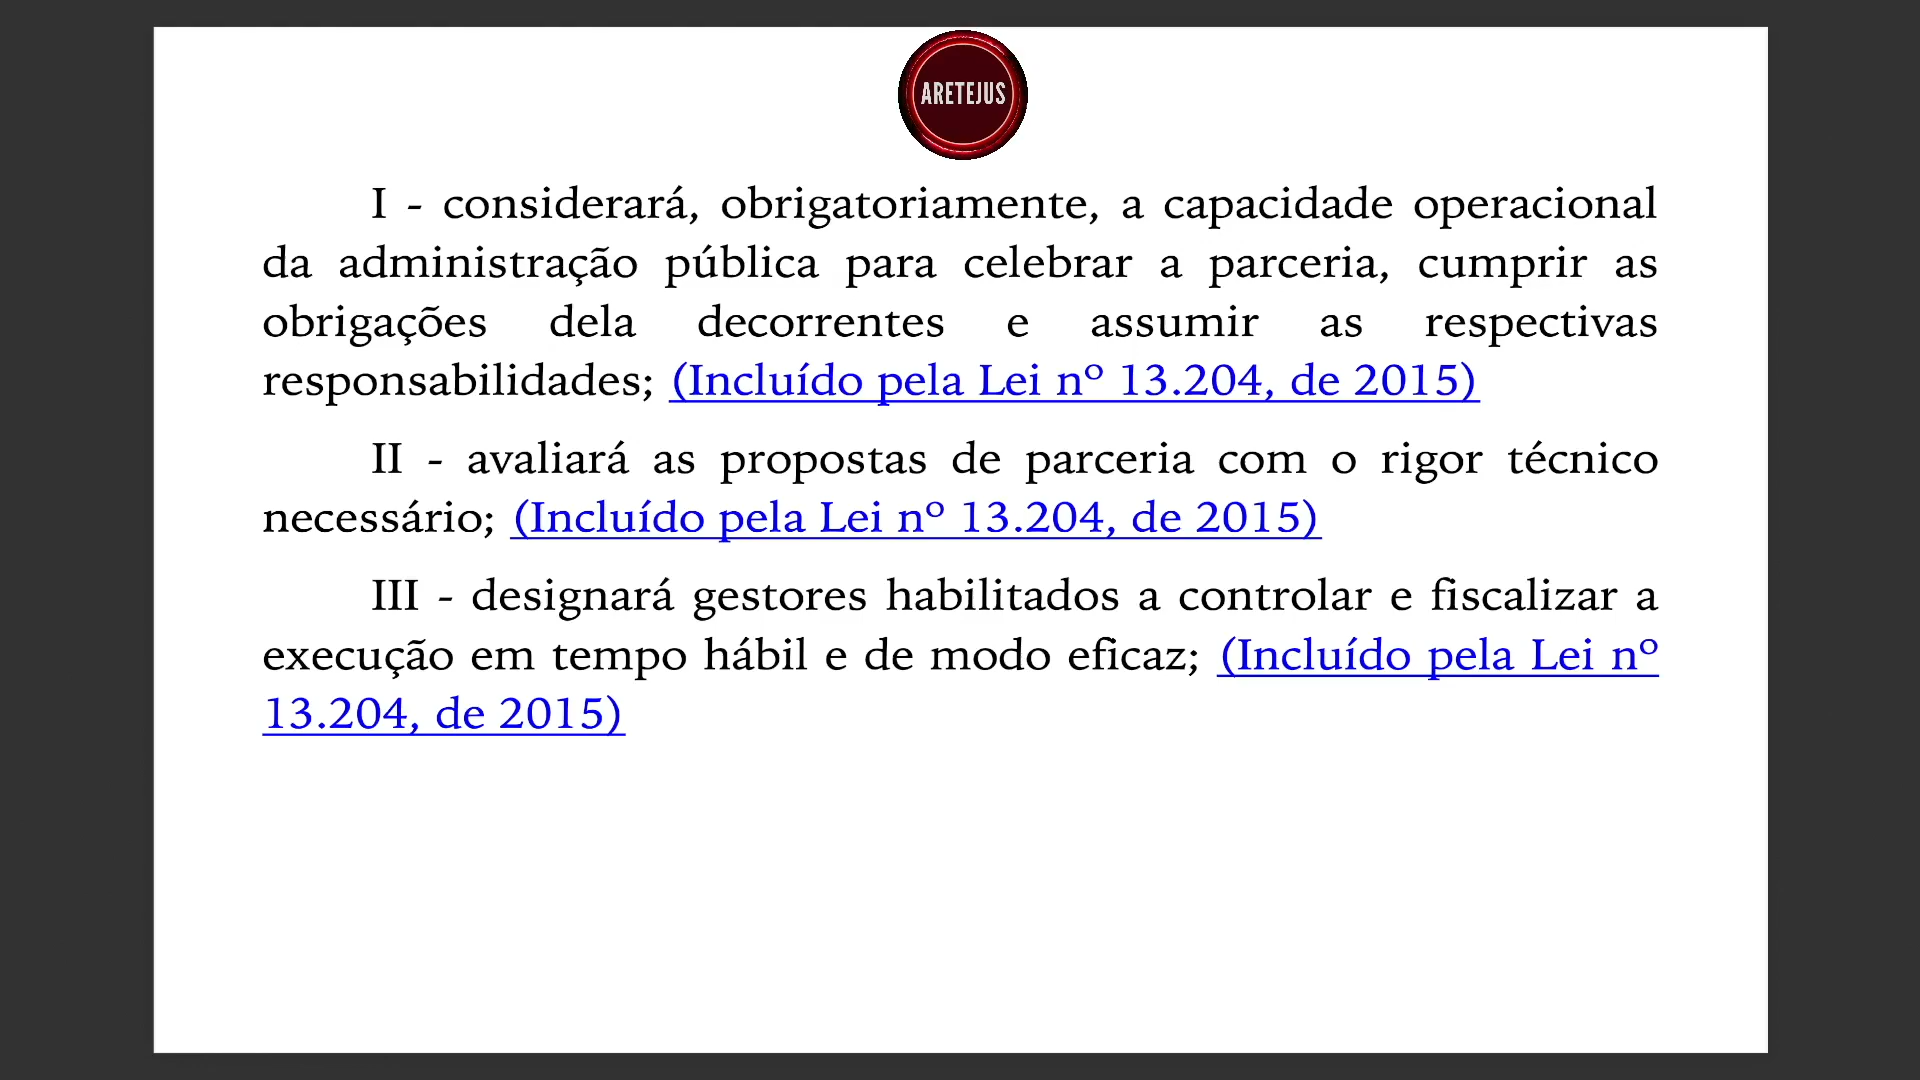 ARETEJUS
I - considerará, obrigatoriamente, a capacidade operacional
da administração pública para celebrar a parceria, cumprir as
obrigações dela decorrentes e assumir as respectivas
responsabilidades; (Incluído pela Lei nº 13.204, de 2015)
II - avaliará as propostas de parceria com o rigor técnico
necessário; (Incluído pela Lei nº 13.204, de 2015)
III - designará gestores habilitados a controlar e fiscalizar a
execução em tempo hábil e de modo eficaz; (Incluído pela Lei nº
13.204, de 2015)